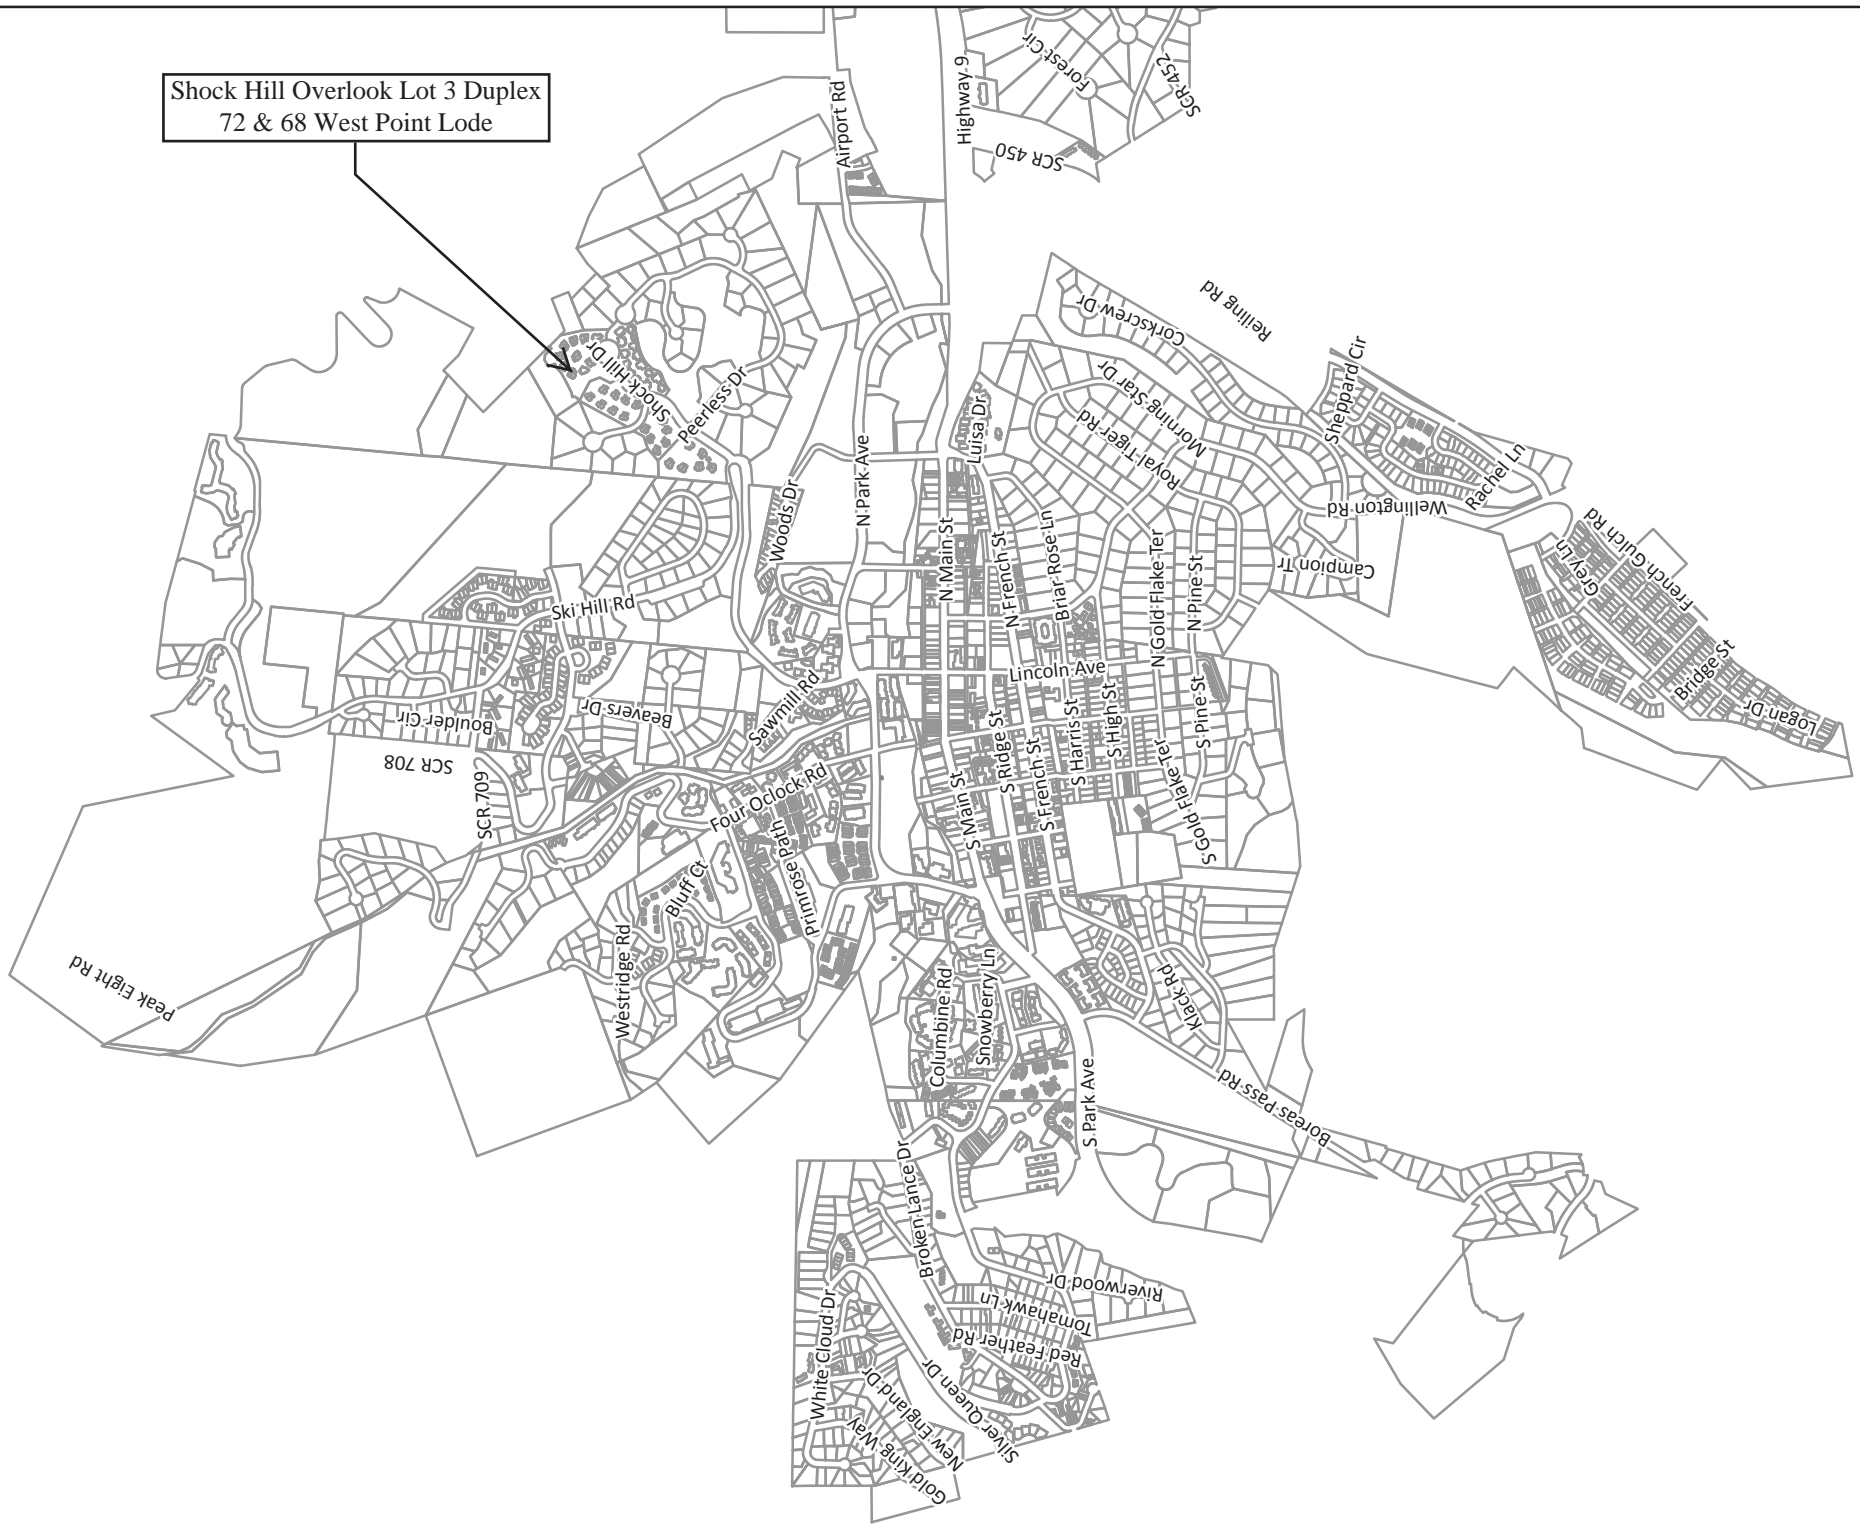 Shock Hill Overlook Lot 3 Duplex
72 & 68 West Point Lode
Airport Rd
Highway 9
Forest Cir
SCR 452
SCR 450
Reiling Rd
Corkscrew Dr
Shock Hill Dr
Peerless Dr
Luisa Dr
Morning Star Dr
Royal Tiger Rd
Sheppard Cir
Rachel Ln
Wellington Rd
N Park Ave
Woods Dr
N Main St
N French St
Briar Rose Ln
N Gold Flake Ter
N Pine St
Campion Tr
French Gulch Rd
Grey Ln
Bridge St
Logan Dr
Ski Hill Rd
Lincoln Ave
Boulder Cir
Beavers Dr
Sawmill Rd
S Ridge St
S Harris St
S High St
S Pine St
SCR 708
SCR 709
Four Oclock Rd
S Main St
S French St
S Gold Flake Ter
Primrose Path
Bluff Ct
Westridge Rd
Peak Eight Rd
Columbine Rd
Snowberry Ln
Klack Rd
S Park Ave
Boreas Pass Rd
Broken Lance Dr
Riverwood Dr
Tomahawk Ln
Red Feather Rd
White Cloud Dr
Silver Queen Dr
New England Dr
Gold King Way